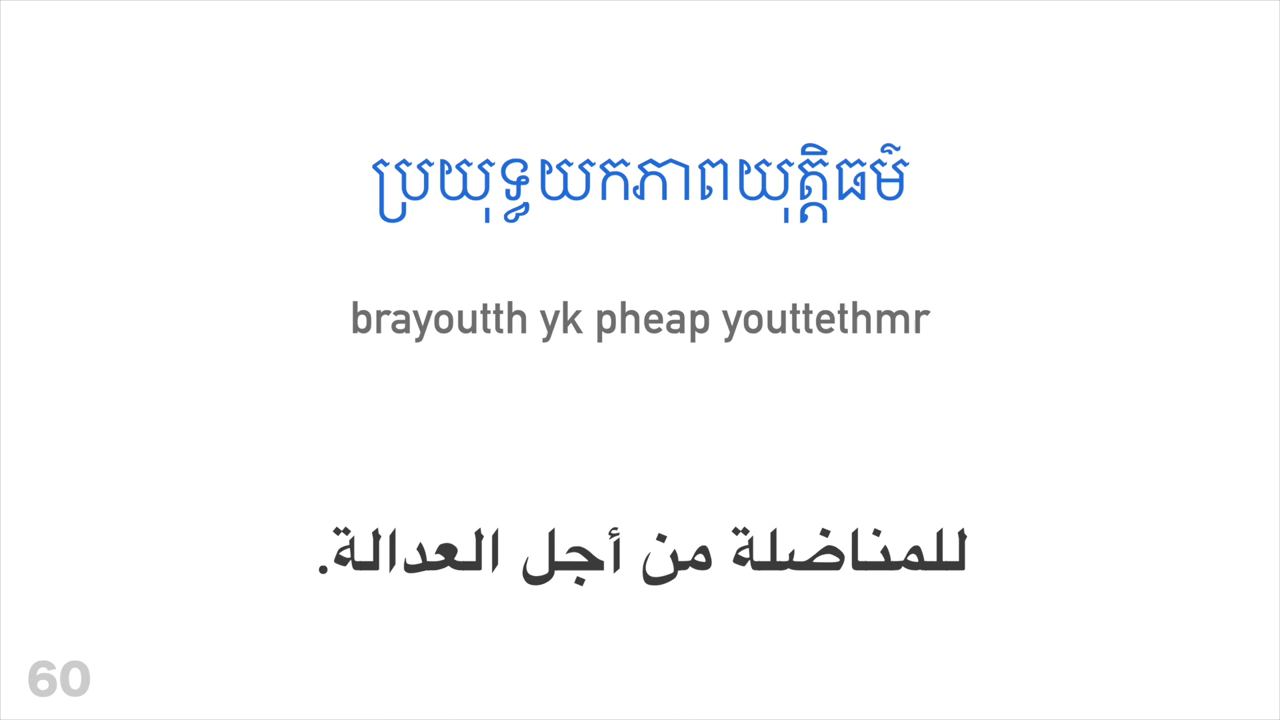 ប្រយុទ្ធយកភាពយុត្តិធម៌
brayoutth yk pheap youttethmr
للمناضلة من أجل العدالة.
60